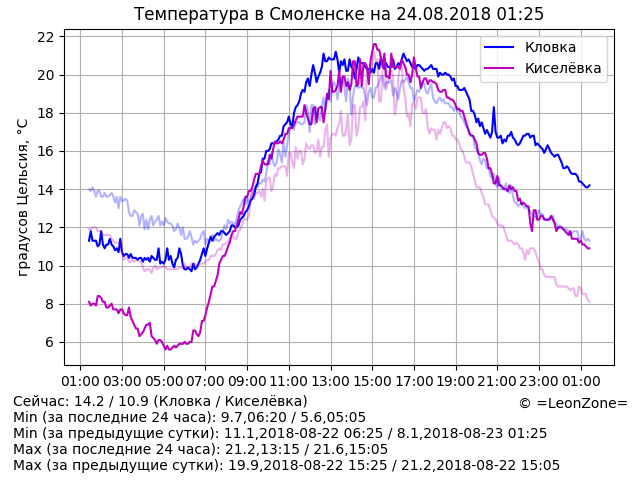 Температура в Смоленске на 24.08.2018 01:25
градусов Цельсия, °C
22
20
18
16
14
12
10
8
6
Кловка
Киселёвка
01:00 03:00 05:00 07:00 09:00 11:00 13:00 15:00 17:00 19:00 21:00 23:00 01:00
Сейчас: 14.2 / 10.9 (Кловка / Киселёвка)
© =LeonZone=
Min (за последние 24 часа): 9.7,06:20 / 5.6,05:05
Min (за предыдущие сутки): 11.1,2018-08-22 06:25 / 8.1,2018-08-23 01:25
Max (за последние 24 часа): 21.2,13:15 / 21.6,15:05
Max (за предыдущие сутки): 19.9,2018-08-22 15:25 / 21.2,2018-08-22 15:05